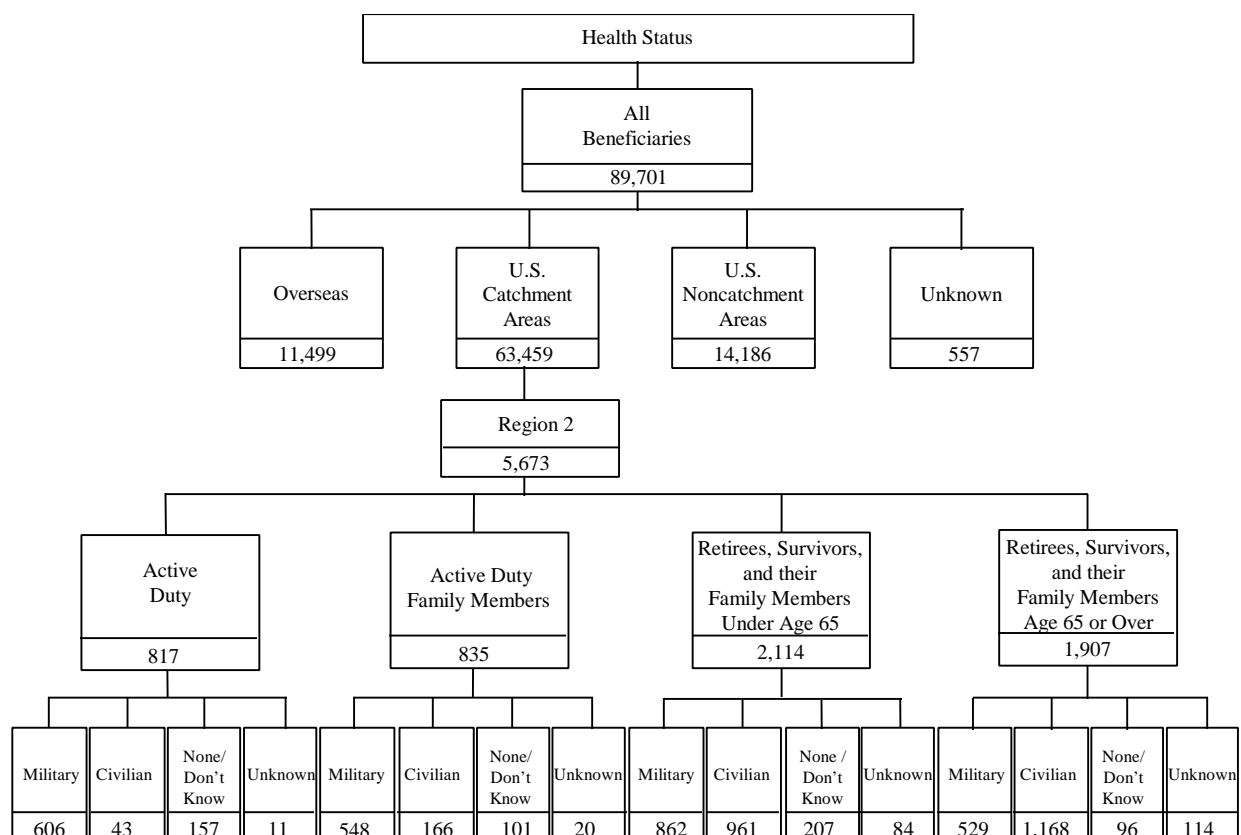 Health Status
All
Beneficiaries
89,701
Overseas
11,499
U.S.
Catchment
Areas
63,459
U.S.
Noncatchment
Areas
14,186
Unknown
557
Region 2
5,673
Active
Duty
817
Active Duty
Family Members
835
Retirees, Survivors,
and their
Family Members
Under Age 65
2,114
Retirees, Survivors,
and their
Family Members
Age 65 or Over
1,907
Military
606
Civilian
43
None/
Don't
Know
157
Unknown
11
Military
548
Civilian
166
None/
Don't
Know
101
Unknown
20
Military
862
Civilian
961
None /
Don't
Know
207
Unknown
84
Military
529
Civilian
1,168
None/
Don't
Know
96
Unknown
114